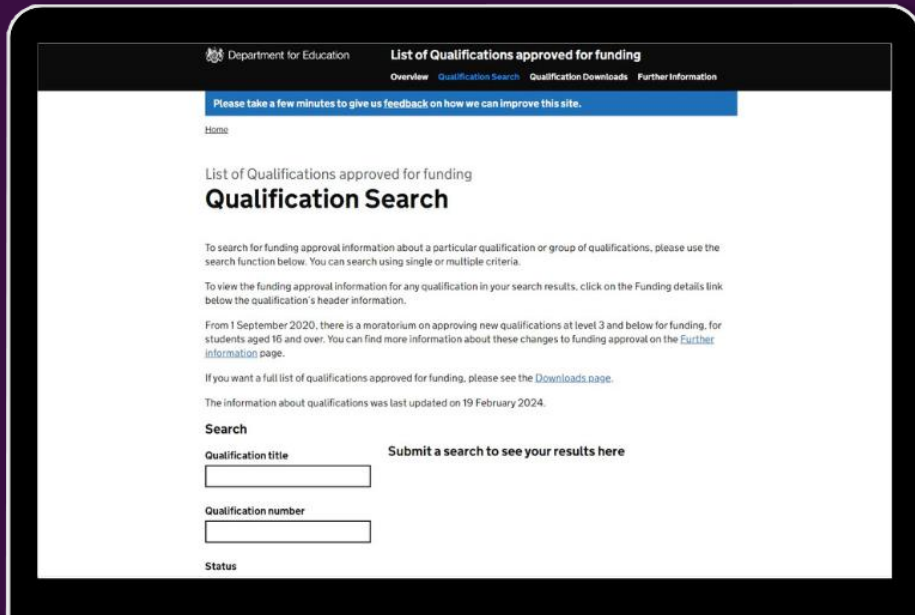 Department for Education
List of Qualifications approved for funding
Overview Qualification Search Qualification Downloads Further Information
Please take a few minutes to give us feedback on how we can improve this site.
Home
List of Qualifications approved for funding
Qualification Search
To search for funding approval information about a particular qualification or group of qualifications, please use the
search function below. You can search using single or multiple criteria.
To view the funding approval information for any qualification in your search results, click on the Funding details link
below the qualification's header information.
From 1 September 2020, there is a moratorium on approving new qualifications at level 3 and below for funding, for
students aged 16 and over. You can find more information about these changes to funding approval on the Further
information page.
If you want a full list of qualifications approved for funding, please see the Downloads page.
The information about qualifications was last updated on 19 February 2024.
Search
Qualification title
Submit a search to see your results here
Qualification number
Status